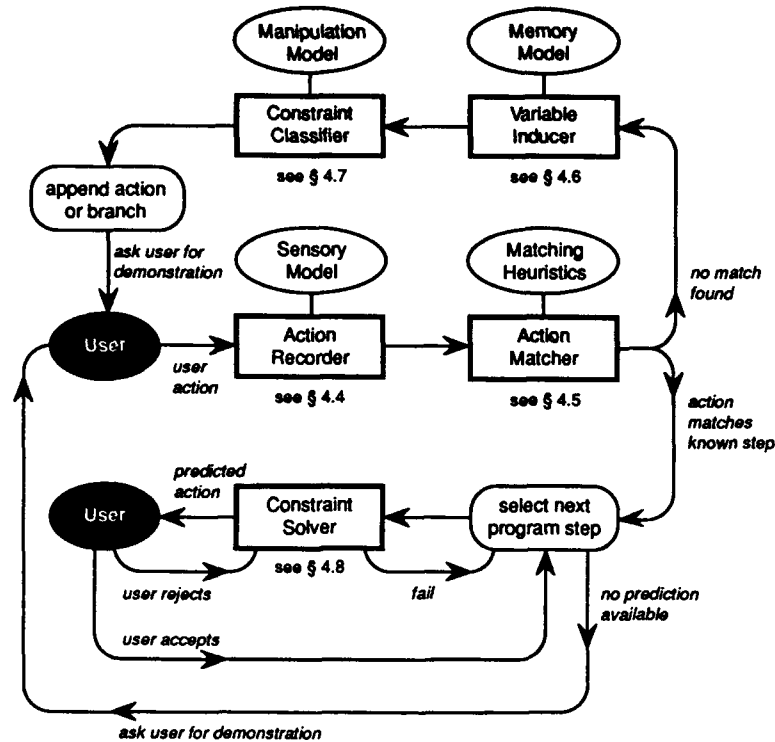 Manipulation
Model
Memory
Model
Constraint
Classifier
Variable
Inducer
see § 4.7
see § 4.6
append action
or branch
ask user for
demonstration
Sensory
Model
Matching
Heuristics
no match
found
User
user
action
Action
Recorder
Action
Matcher
see § 4.4
see § 4.5
action
matches
known step
predicted
action
User
Constraint
Solver
select next
program step
see § 4.8
user rejects
fail
no prediction
available
user accepts
ask user for demonstration